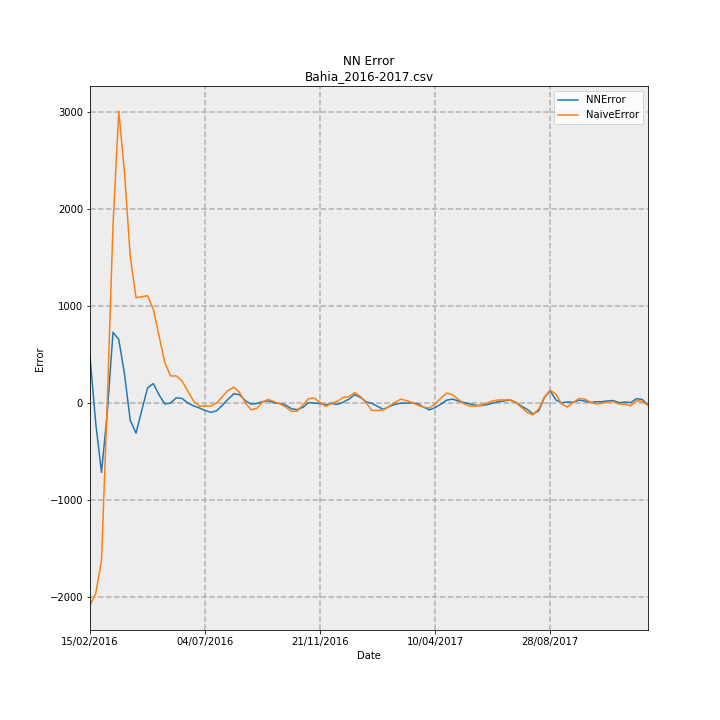 NN Error
Bahia_2016-2017.csv
NNError
NaiveError
3000
2000
1000
0
−1000
−2000
Error
15/02/2016
04/07/2016
21/11/2016
10/04/2017
28/08/2017
Date